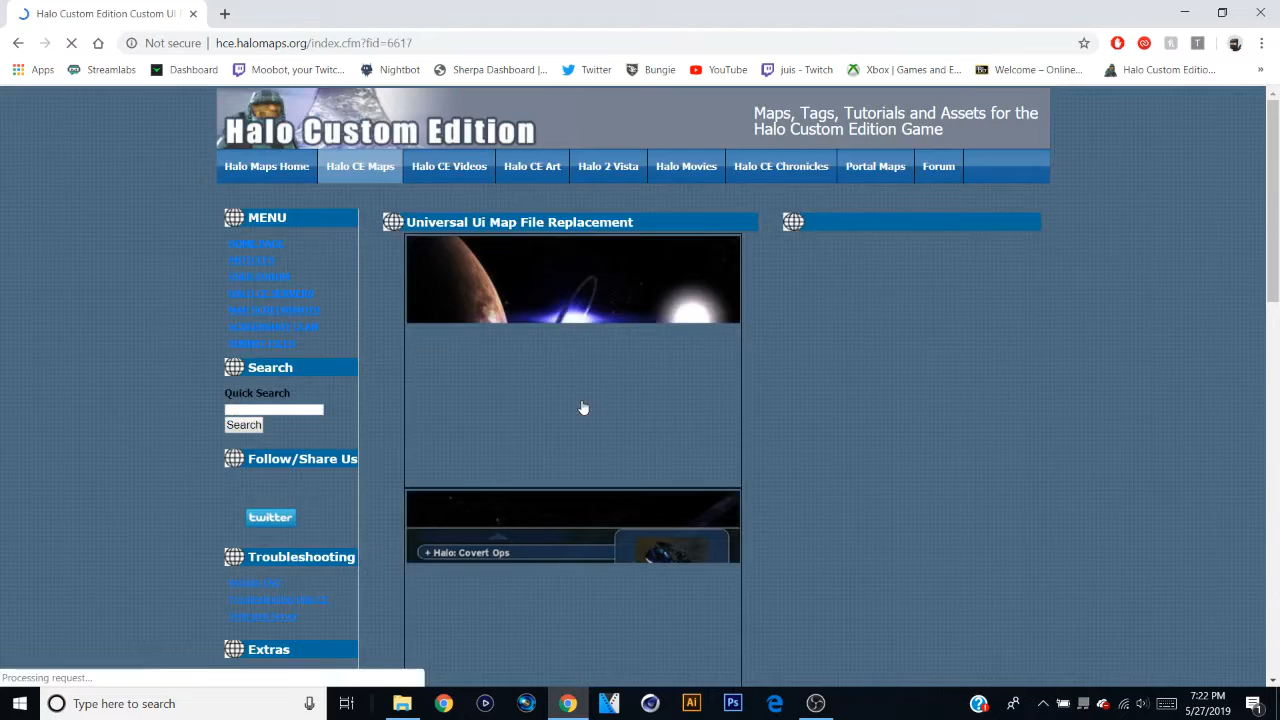 Halo Custom Edition Custom UI
Not secure | hce.halomaps.org/index.cfm?fid=6617
Apps
Streamlabs
Dashboard
Moobot, your Twitc...
Nightbot
Sherpa Dashboard |...
Twitter
Bungie
YouTube
juis - Twitch
Xbox | Games and E...
Welcome – Online...
Halo Custom Editio...
»
Halo Custom Edition
Maps, Tags, Tutorials and Assets for the
Halo Custom Edition Game
Halo Maps Home
Halo CE Maps
Halo CE Videos
Halo CE Art
Halo 2 Vista
Halo Movies
Halo CE Chronicles
Portal Maps
Forum
MENU
Universal Ui Map File Replacement
HOME PAGE
Search
Quick Search
Search
Follow/Share Us
twitter
+ Halo: Covert Ops
Troubleshooting
Extras
Processing request...
Type here to search
7:22 PM
5/27/2019